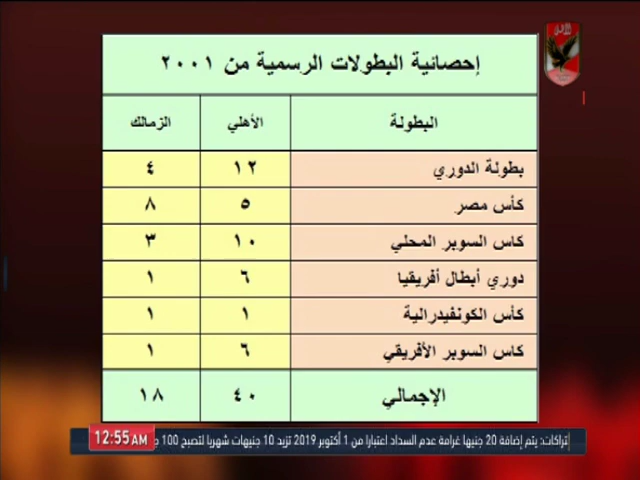 إحصائية البطولات الرسمية من ٢٠٠١
البطولة الأهلي الزمالك
بطولة الدوري ١٢ ٤
كأس مصر ٥ ٨
كاس السوبر المحلي ١٠ ٣
دوري أبطال أفريقيا ٦ ١
كأس الكونفيدرالية ١ ١
كاس السوبر الأفريقي ٦ ١
الإجمالي ٤٠ ١٨
تراكات: يتم إضافة 20 جنيها غرامة عدم السداد اعتبارا من 1 أكتوبر 2019 تزيد 10 جنيهات شهريا لتصبح 100 ج
12:55AM